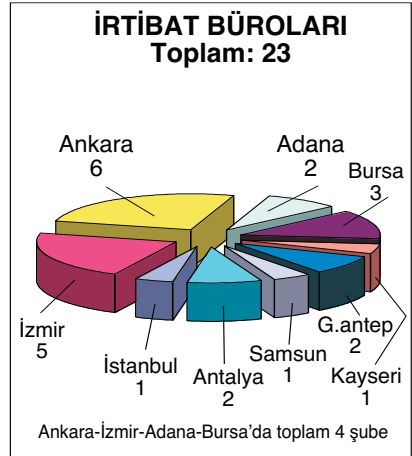 İRTİBAT BÜROLARI
Toplam: 23
Ankara
6
Adana
2
Bursa
3
İzmir
5
İstanbul
1
Antalya
2
Samsun
1
G.antep
2
Kayseri
1
Ankara-İzmir-Adana-Bursa'da toplam 4 şube